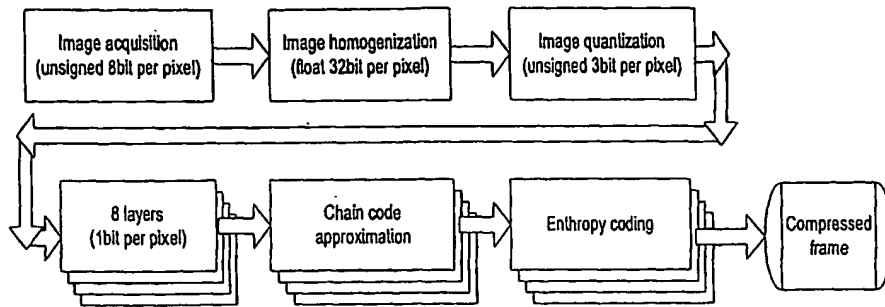 Image acquisition
(unsigned 8bit per pixel)
Image homogenization
(float 32bit per pixel)
Image quantization
(unsigned 3bit per pixel)
8 layers
(1bit per pixel)
Chain code
approximation
Enthropy coding
Compressed
frame